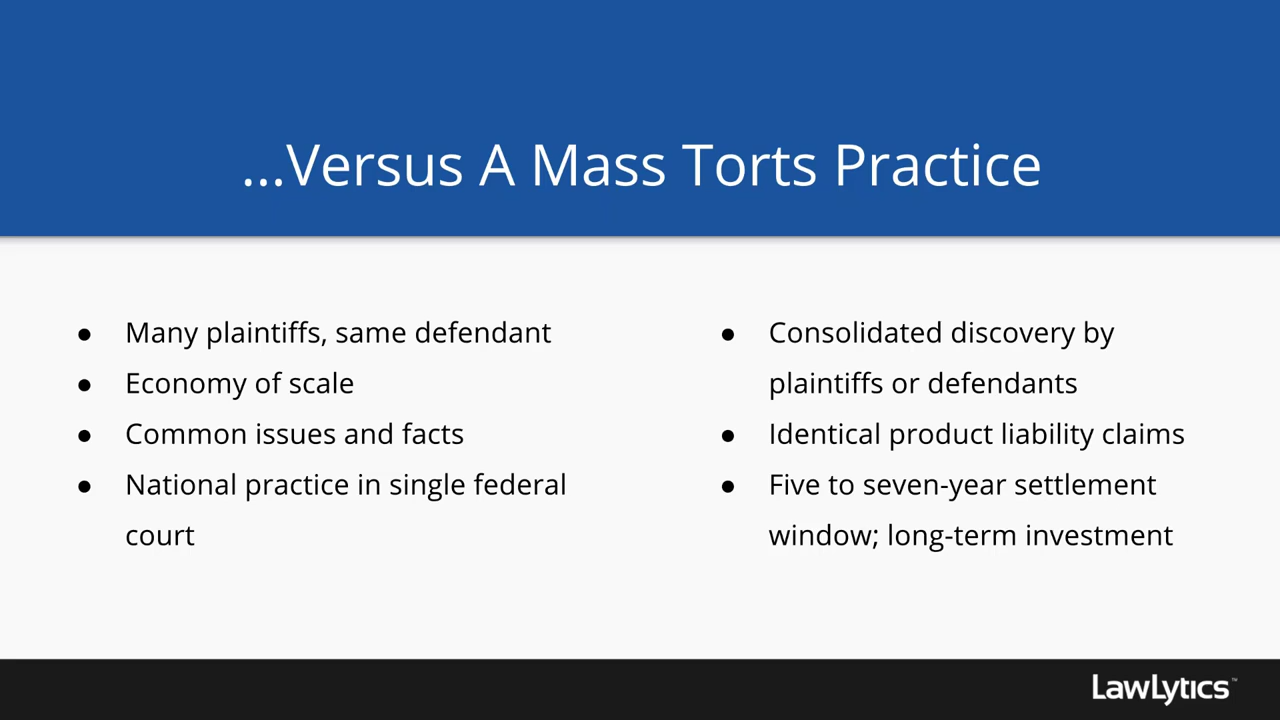 ...Versus A Mass Torts Practice
● Many plaintiffs, same defendant
● Economy of scale
● Common issues and facts
● National practice in single federal
court
● Consolidated discovery by
plaintiffs or defendants
● Identical product liability claims
● Five to seven-year settlement
window; long-term investment
LawLytics™